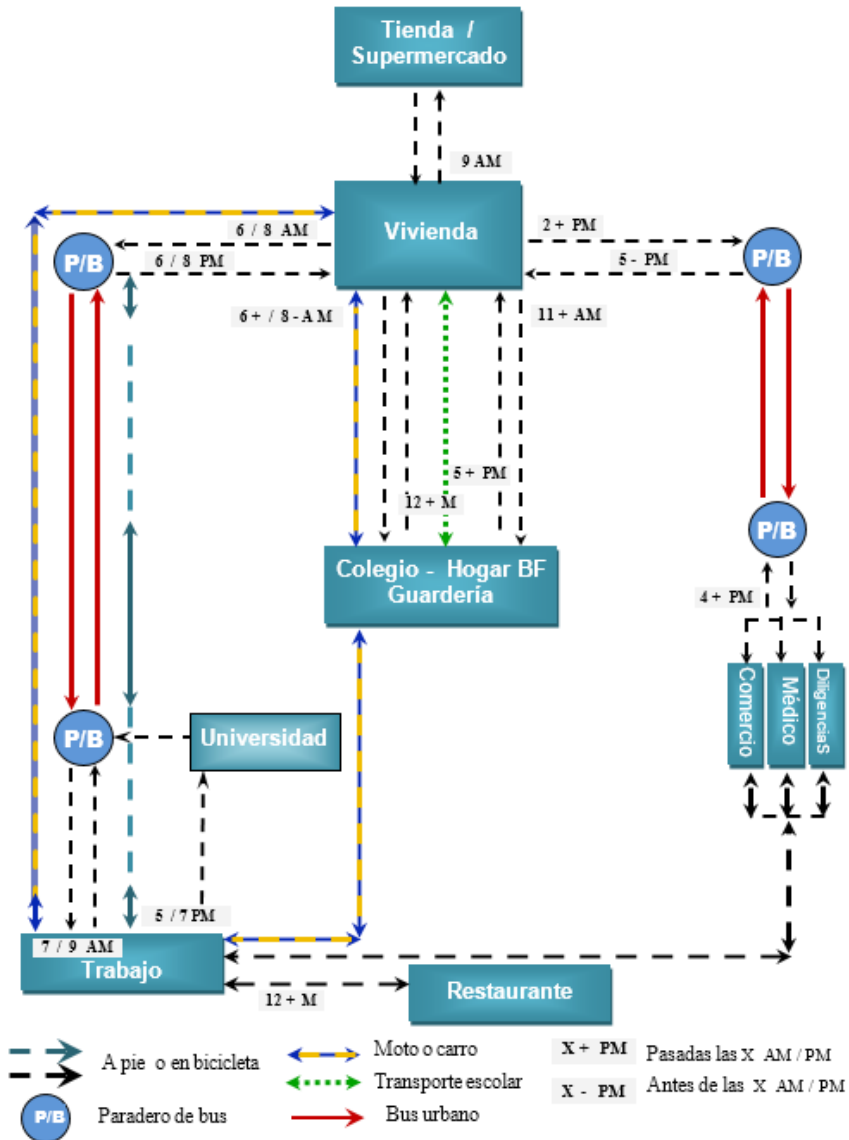 Tienda /
Supermercado
9 AM
Vivienda
6 / 8 AM
2 + PM
P/B
P/B
6 / 8 PM
5 - PM
6 + / 8 - A M
11 + AM
5 + PM
12 + M
P/B
Colegio - Hogar BF
Guardería
4 + PM
Comercio
Médico
DiligenciaS
P/B
Universidad
5 / 7 PM
7 / 9 AM
Trabajo
12 + M
Restaurante
A pie o en bicicleta
Moto o carro
X + PM
Pasadas las X AM / PM
Transporte escolar
X - PM
Antes de las X AM / PM
P/B
Paradero de bus
Bus urbano